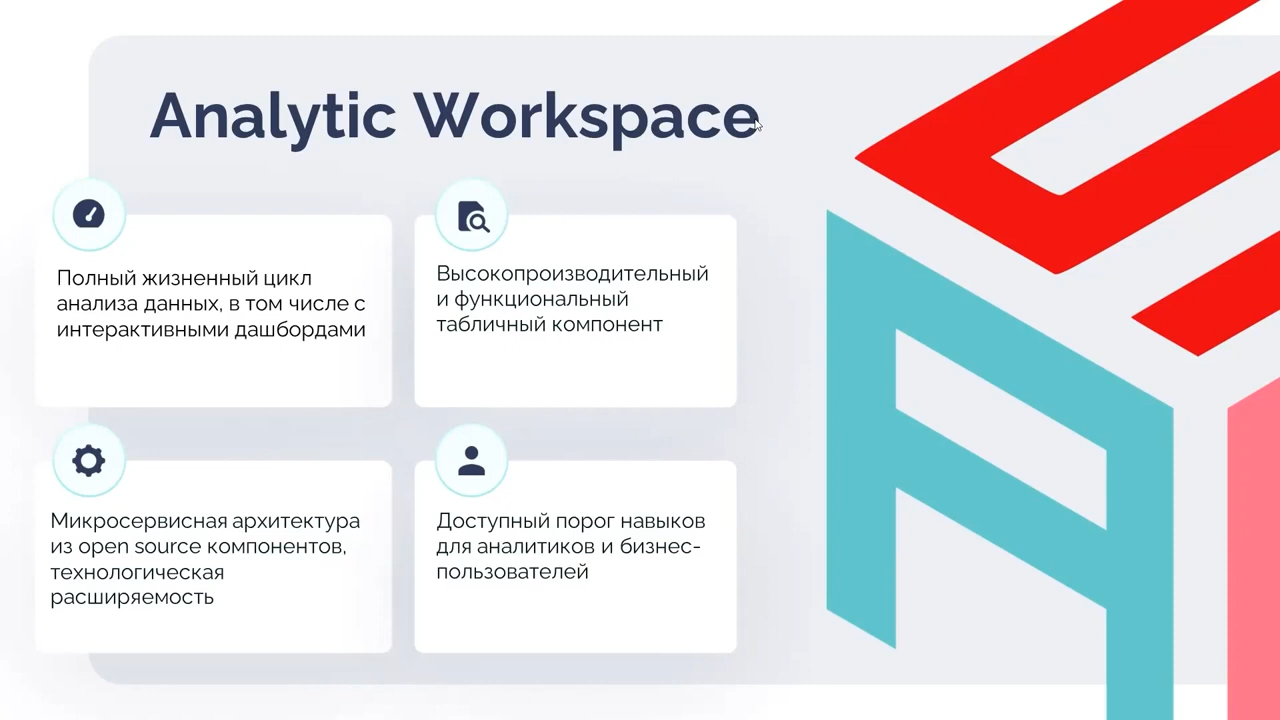 Analytic Workspace
Полный жизненный цикл
анализа данных, в том числе с
интерактивными дашбордами
Высокопроизводительный
и функциональный
табличный компонент
Микросервисная архитектура
из open source компонентов,
технологическая
расширяемость
Доступный порог навыков
для аналитиков и бизнес-
пользователей